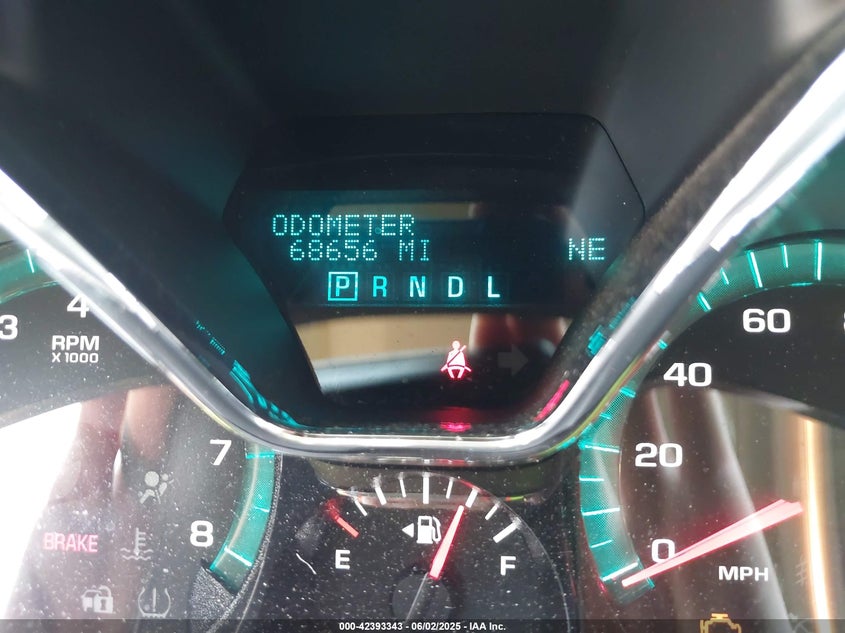 ODOMETER
68656 MI NE
P R N D L
3 4
RPM
X 1000
7
8
BRAKE
E F
60
40
20
0
MPH
000-42393343 - 06/02/2025 - IAA Inc.